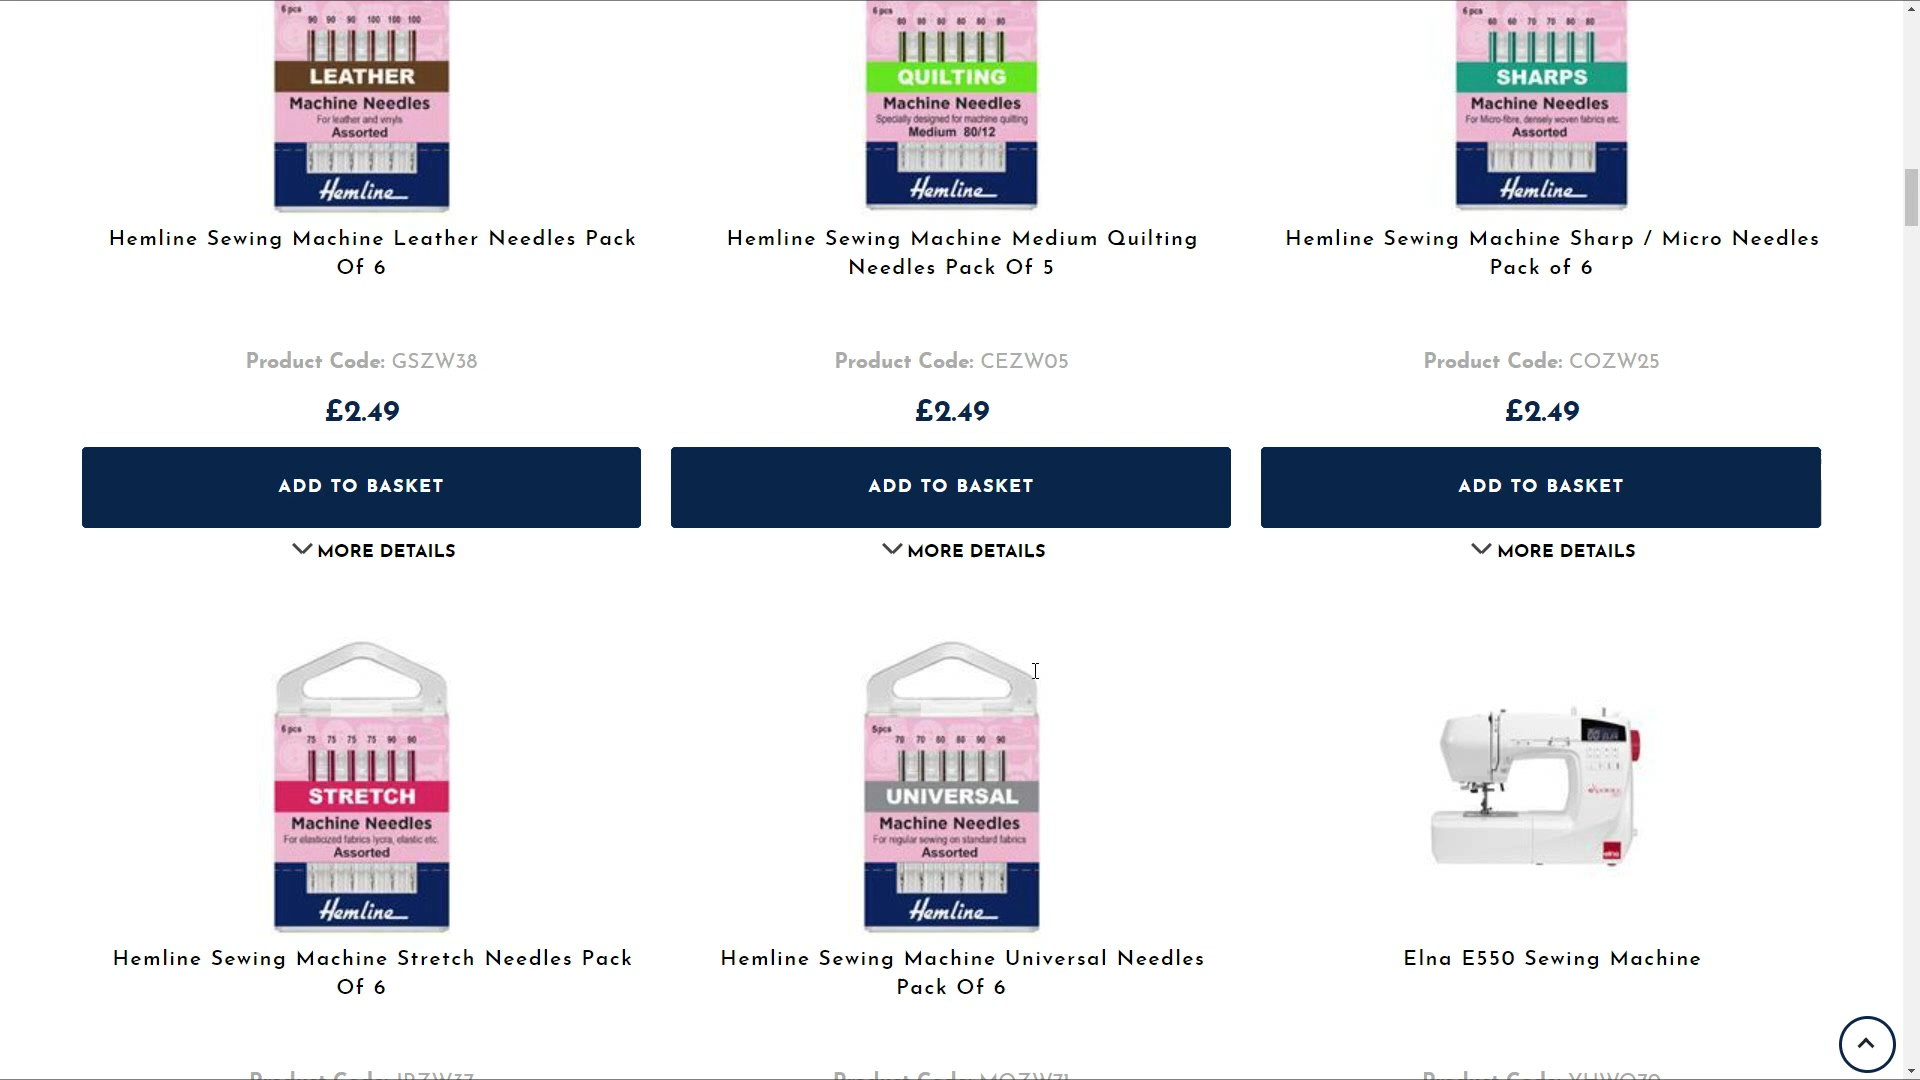 6 pcs
90 90 90 100 100 100
LEATHER
Machine Needles
For leather and vinyls
Assorted
Hemline
6 pcs
80 80 80 80 80 80
QUILTING
Machine Needles
Specially designed for machine quilting
Medium 80/12
Hemline
6 pcs
60 60 70 70 80 80
SHARPS
Machine Needles
For Micro-fibre, densely woven fabrics etc.
Assorted
Hemline
Hemline Sewing Machine Leather Needles Pack
Of 6
Hemline Sewing Machine Medium Quilting
Needles Pack Of 5
Hemline Sewing Machine Sharp / Micro Needles
Pack of 6
Product Code: GSZW38
Product Code: CEZW05
Product Code: COZW25
£2.49
£2.49
£2.49
ADD TO BASKET
ADD TO BASKET
ADD TO BASKET
MORE DETAILS
MORE DETAILS
MORE DETAILS
6 pcs
75 75 75 75 90 90
STRETCH
Machine Needles
For elasticized fabrics lycra, elastic etc.
Assorted
Hemline
5pcs
70 70 80 80 90 90
UNIVERSAL
Machine Needles
For regular sewing on standard fabrics
Assorted
Hemline
elna
Hemline Sewing Machine Stretch Needles Pack
Of 6
Hemline Sewing Machine Universal Needles
Pack Of 6
Elna E550 Sewing Machine
Product Code:
Product Code:
Product Code: